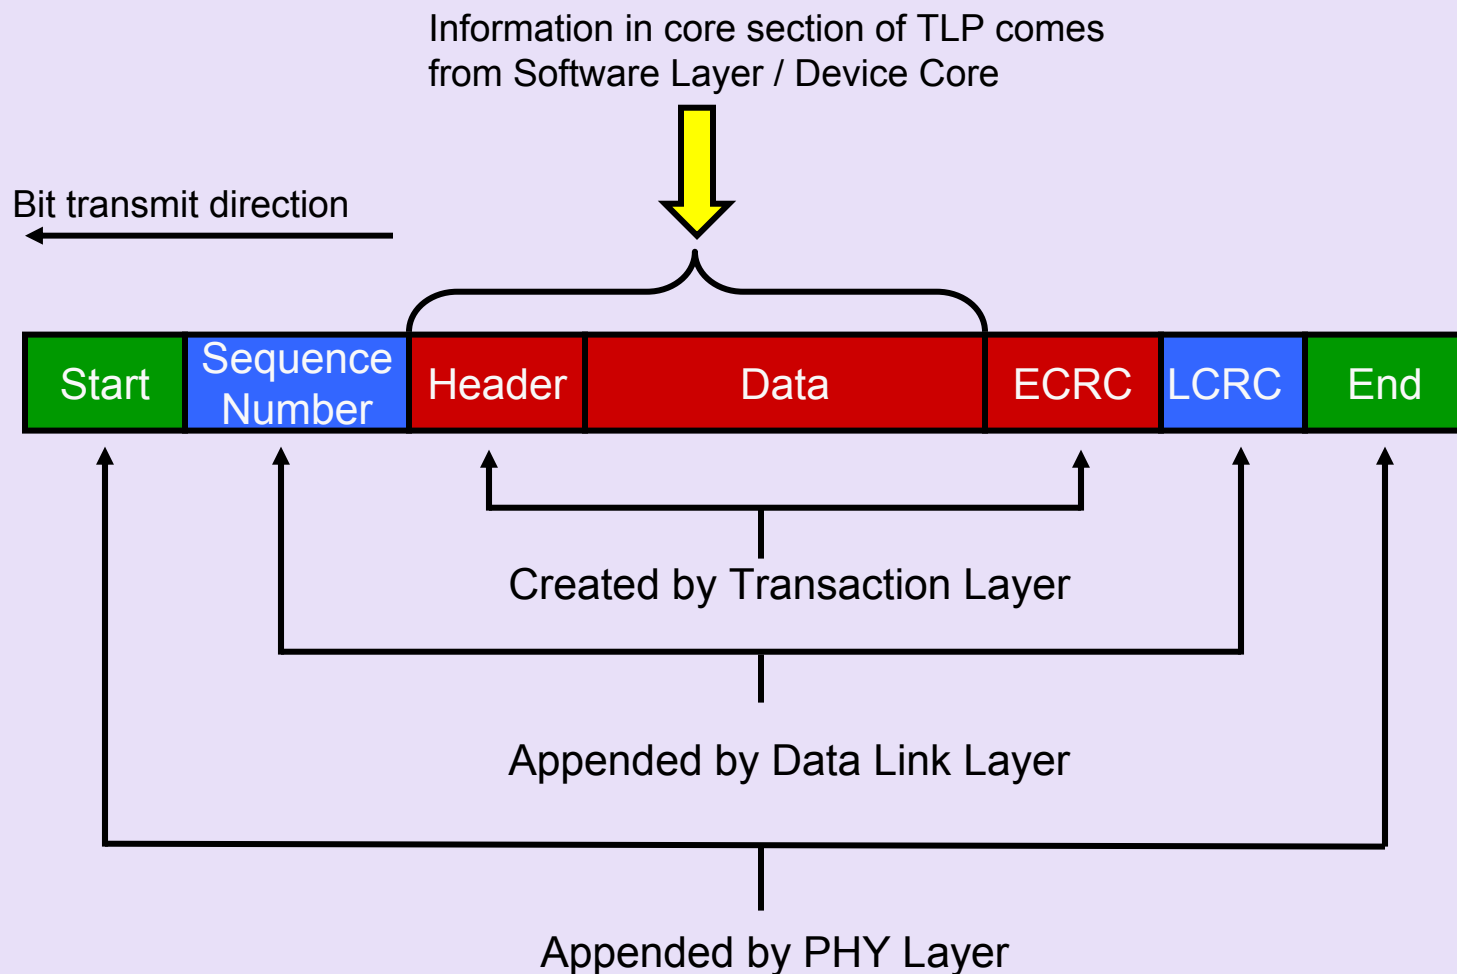 Information in core section of TLP comes
from Software Layer / Device Core
Bit transmit direction
Start
Sequence
Number
Header
Data
ECRC
LCRC
End
Created by Transaction Layer
Appended by Data Link Layer
Appended by PHY Layer